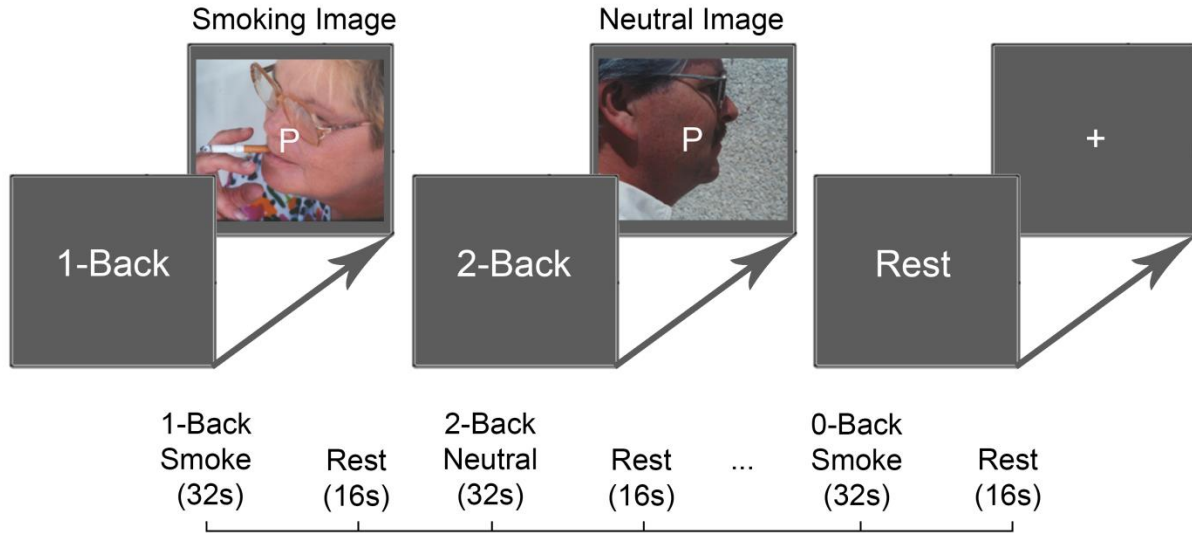 Smoking Image
Neutral Image
P
P
+
1-Back
2-Back
Rest
1-Back
Smoke
(32s)
Rest
(16s)
2-Back
Neutral
(32s)
Rest
(16s)
...
0-Back
Smoke
(32s)
Rest
(16s)